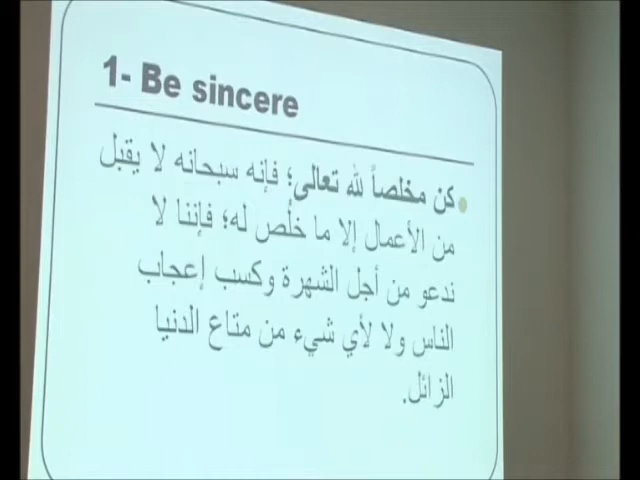 1- Be sincere
كن مخلصاً لله تعالى؛ فإنه سبحانه لا يقبل
من الأعمال إلا ما خلُص له؛ فإننا لا
ندعو من أجل الشهرة وكسب إعجاب
الناس ولا لأي شيء من متاع الدنيا
الزائل.